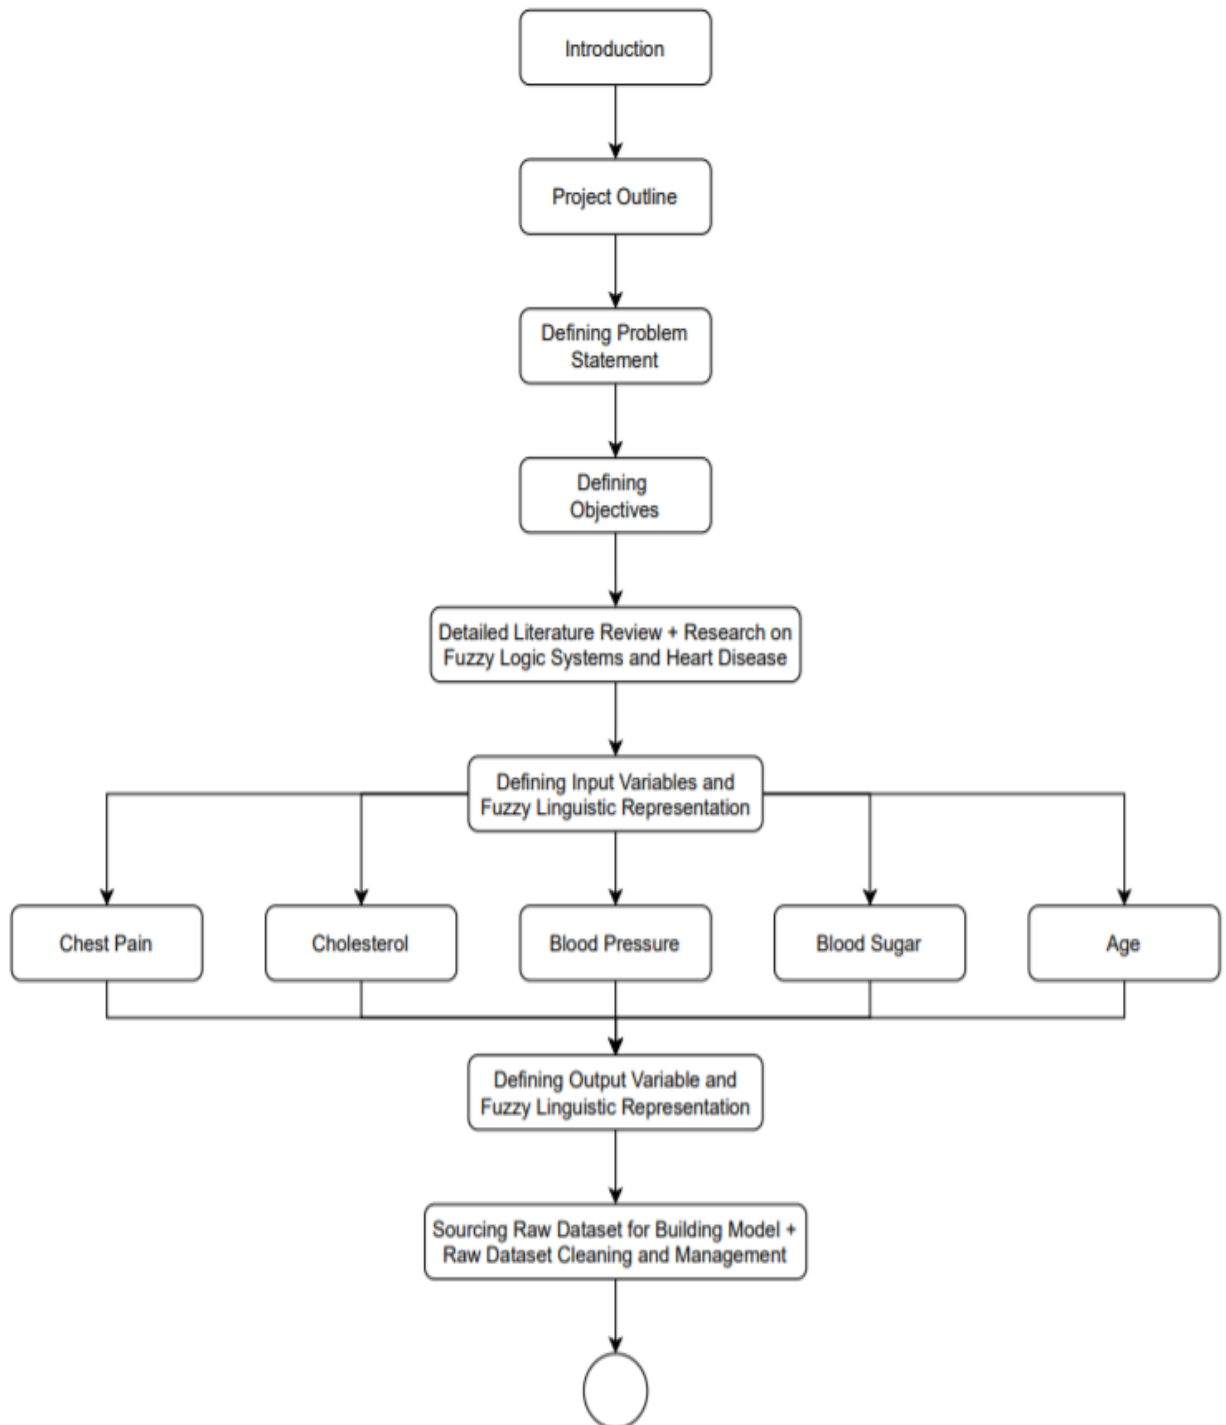 Introduction
Project Outline
Defining Problem
Statement
Defining
Objectives
Detailed Literature Review + Research on
Fuzzy Logic Systems and Heart Disease
Defining Input Variables and
Fuzzy Linguistic Representation
Chest Pain
Cholesterol
Blood Pressure
Blood Sugar
Age
Defining Output Variable and
Fuzzy Linguistic Representation
Sourcing Raw Dataset for Building Model +
Raw Dataset Cleaning and Management